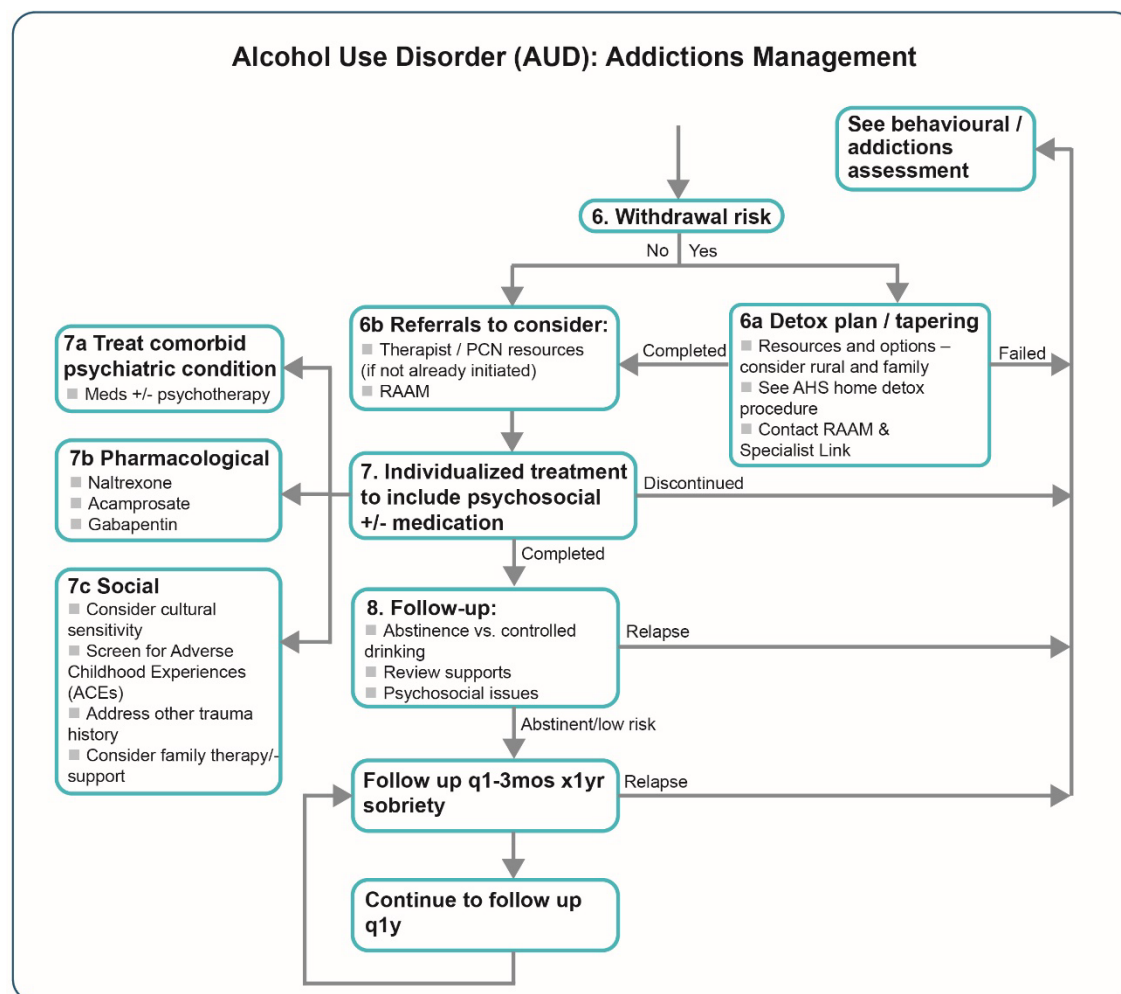 Alcohol Use Disorder (AUD): Addictions Management
See behavioural /
addictions
assessment
6. Withdrawal risk
No
Yes
6b Referrals to consider:
Therapist / PCN resources
(if not already initiated)
RAAM
Completed
6a Detox plan / tapering
Resources and options –
consider rural and family
See AHS home detox
procedure
Contact RAAM &
Specialist Link
Failed
7a Treat comorbid
psychiatric condition
Meds +/- psychotherapy
7b Pharmacological
Naltrexone
Acamprosate
Gabapentin
7c Social
Consider cultural
sensitivity
Screen for Adverse
Childhood Experiences
(ACEs)
Address other trauma
history
Consider family therapy/-
support
7. Individualized treatment
to include psychosocial
+/- medication
Discontinued
Completed
8. Follow-up:
Abstinence vs. controlled
drinking
Review supports
Psychosocial issues
Relapse
Abstinent/low risk
Follow up q1-3mos x1yr
sobriety
Relapse
Continue to follow up
q1y